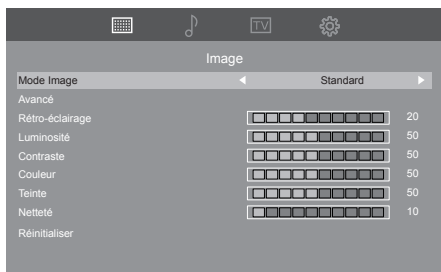 TV
Image
Mode Image Standard
Avancé
Rétro-éclairage 20
Luminosité 50
Contraste 50
Couleur 50
Teinte 50
Netteté 10
Réinitialiser